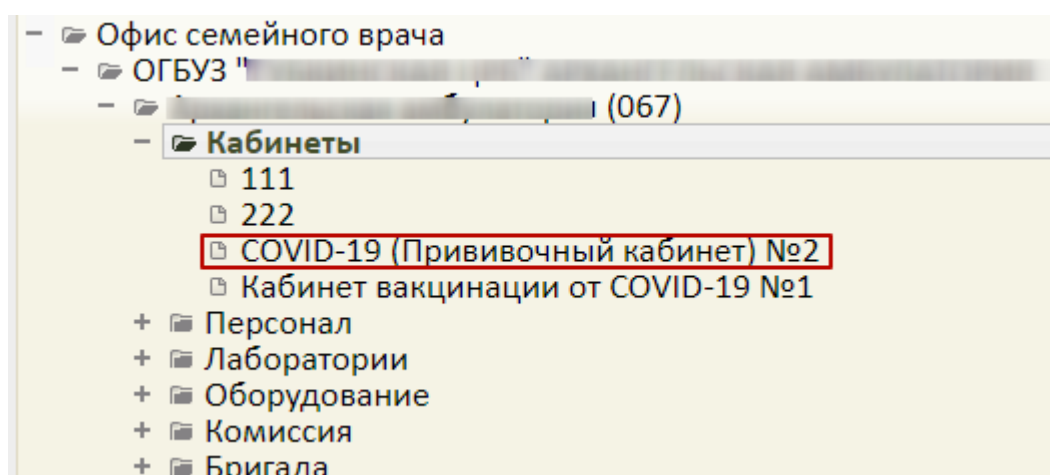 Офис семейного врача
ОГБУЗ "
(067)
Кабинеты
111
222
COVID-19 (Прививочный кабинет) №2
Кабинет вакцинации от COVID-19 №1
Персонал
Лаборатории
Оборудование
Комиссия
Бригада